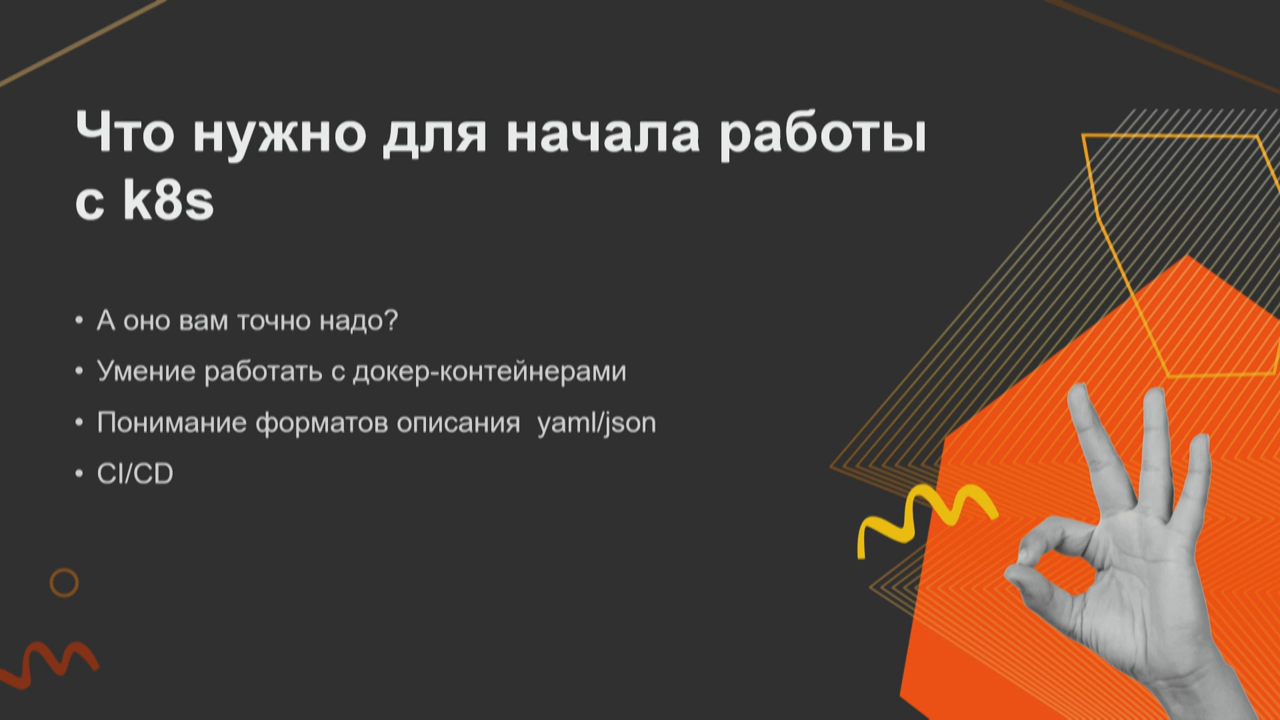 Что нужно для начала работы
с k8s
• А оно вам точно надо?
• Умение работать с докер-контейнерами
• Понимание форматов описания  yaml/json
• CI/CD